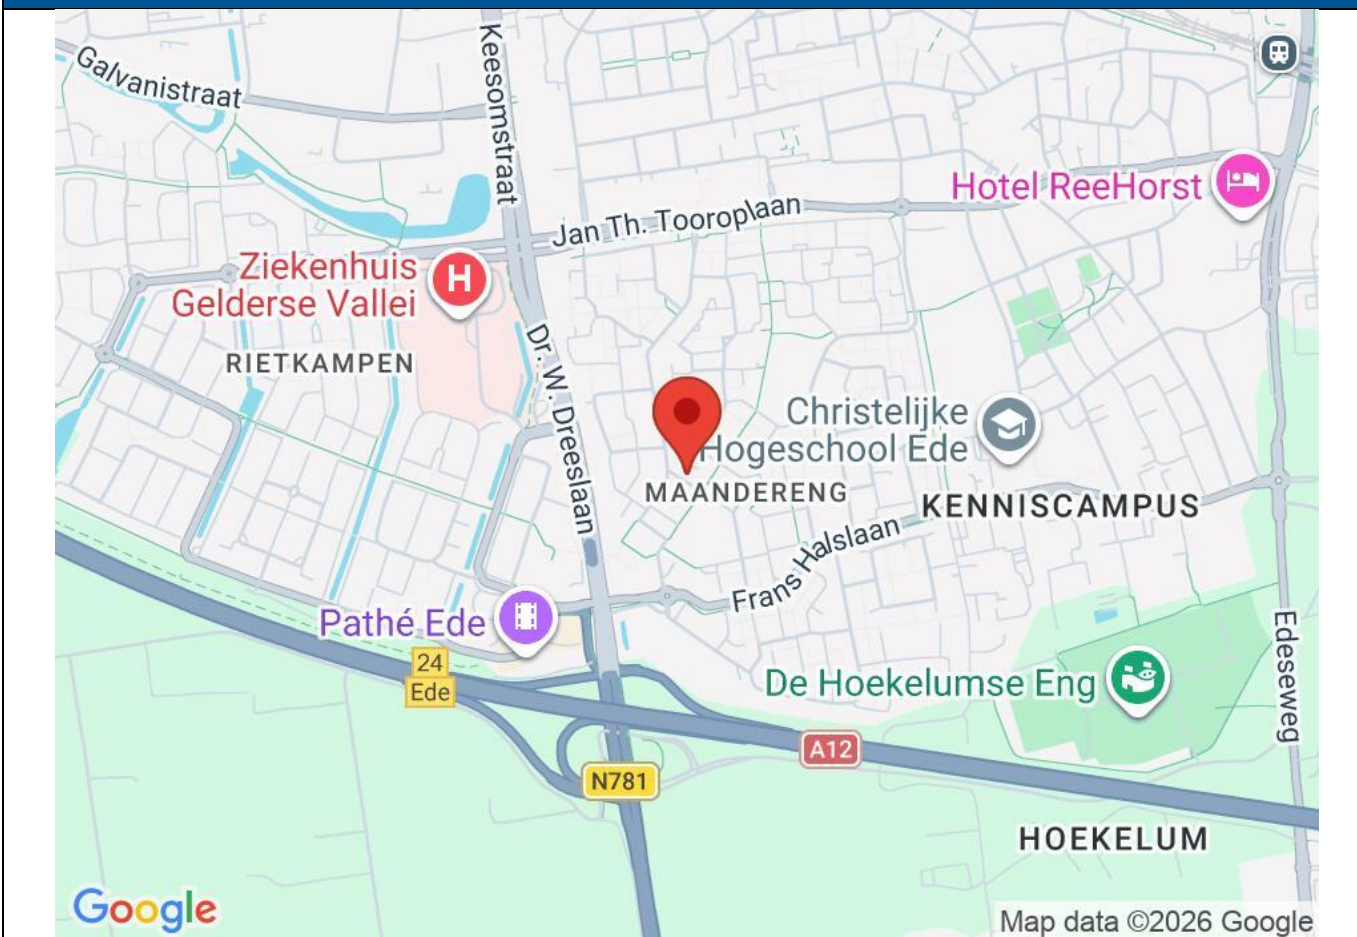 Galvanistraat
Keesomstraat
Hotel ReeHorst
Jan Th. Tooroplaan
Ziekenhuis
Gelderse Vallei
RIETKAMPEN
Dr. W. Dreeslaan
Christelijke
Hogeschool Ede
MAANDERENG
KENNISCAMPUS
Frans Halslaan
Pathé Ede
24
Ede
De Hoekelumse Eng
Edeseweg
A12
N781
HOEKELUM
Google
Map data ©2026 Google